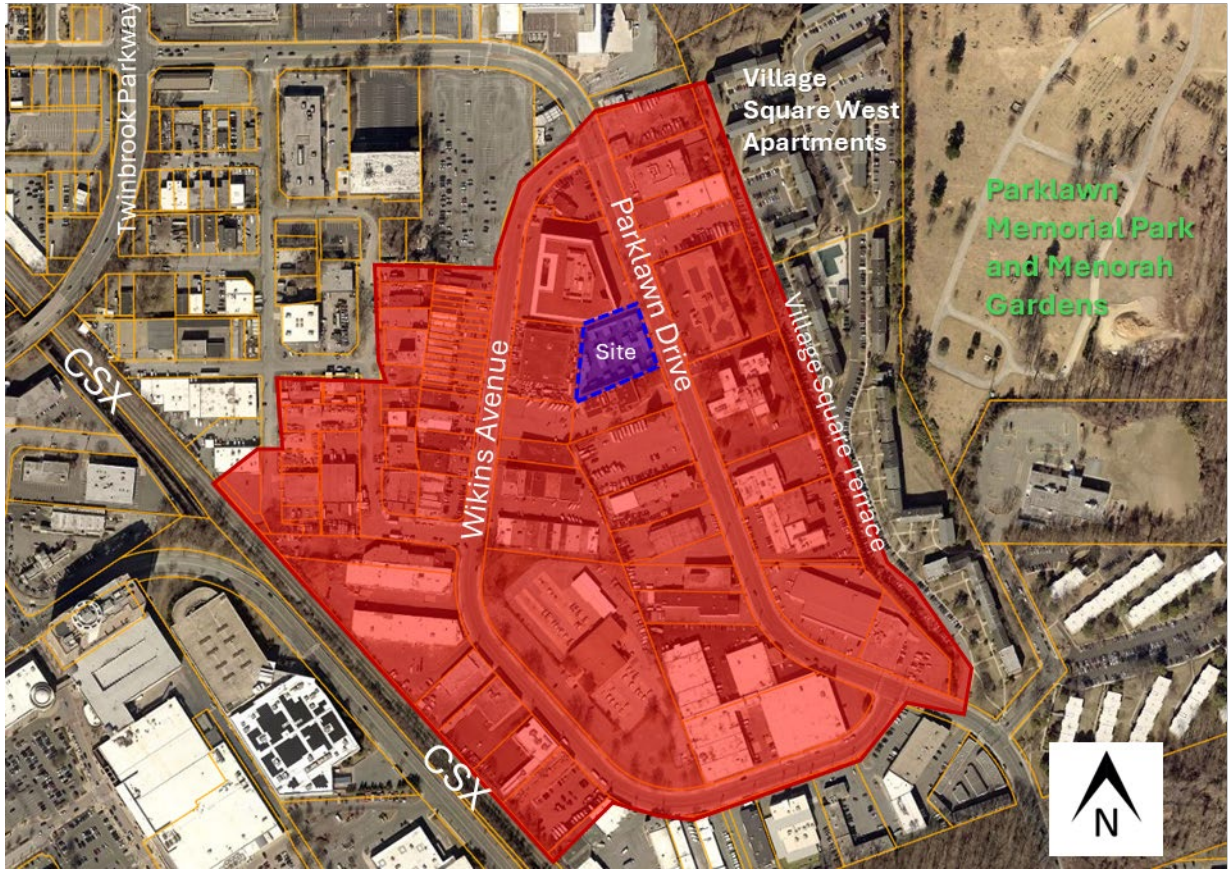 Twinbrook Parkway
Village
Square West
Apartments
Parklawn
Memorial Park
and Menorah
Gardens
Parklawn Drive
Site
Village Square Terrace
Wikins Avenue
CSX
CSX
N